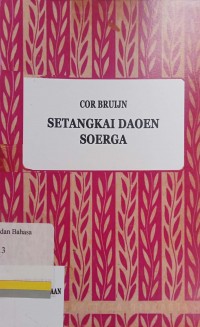 COR BRUIJN
SETANGKAI DAOEN
SOERGA
dan Bahasa
3
AAN